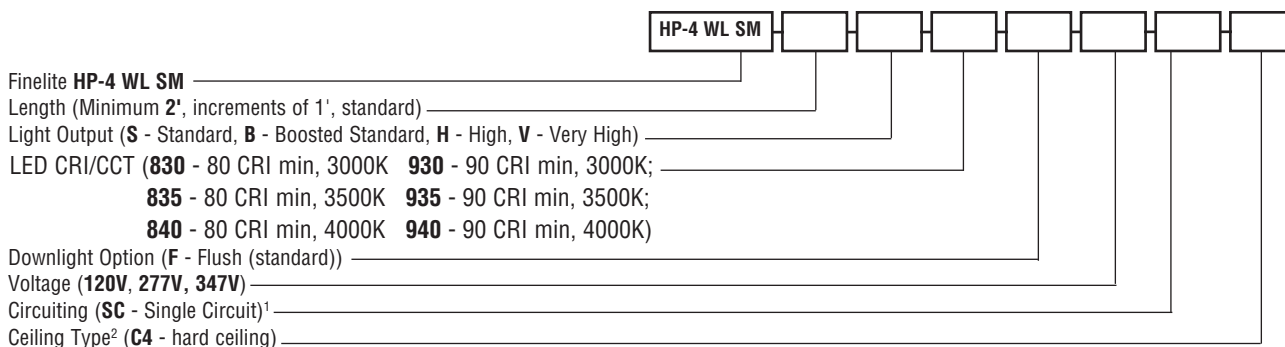 HP-4 WL SM
Finelite HP-4 WL SM
Length (Minimum 2', increments of 1', standard)
Light Output (S - Standard, B - Boosted Standard, H - High, V - Very High)
LED CRI/CCT (830 - 80 CRI min, 3000K 930 - 90 CRI min, 3000K;
835 - 80 CRI min, 3500K 935 - 90 CRI min, 3500K;
840 - 80 CRI min, 4000K 940 - 90 CRI min, 4000K)
Downlight Option (F - Flush (standard))
Voltage (120V, 277V, 347V)
Circuiting (SC - Single Circuit)¹
Ceiling Type² (C4 - hard ceiling)